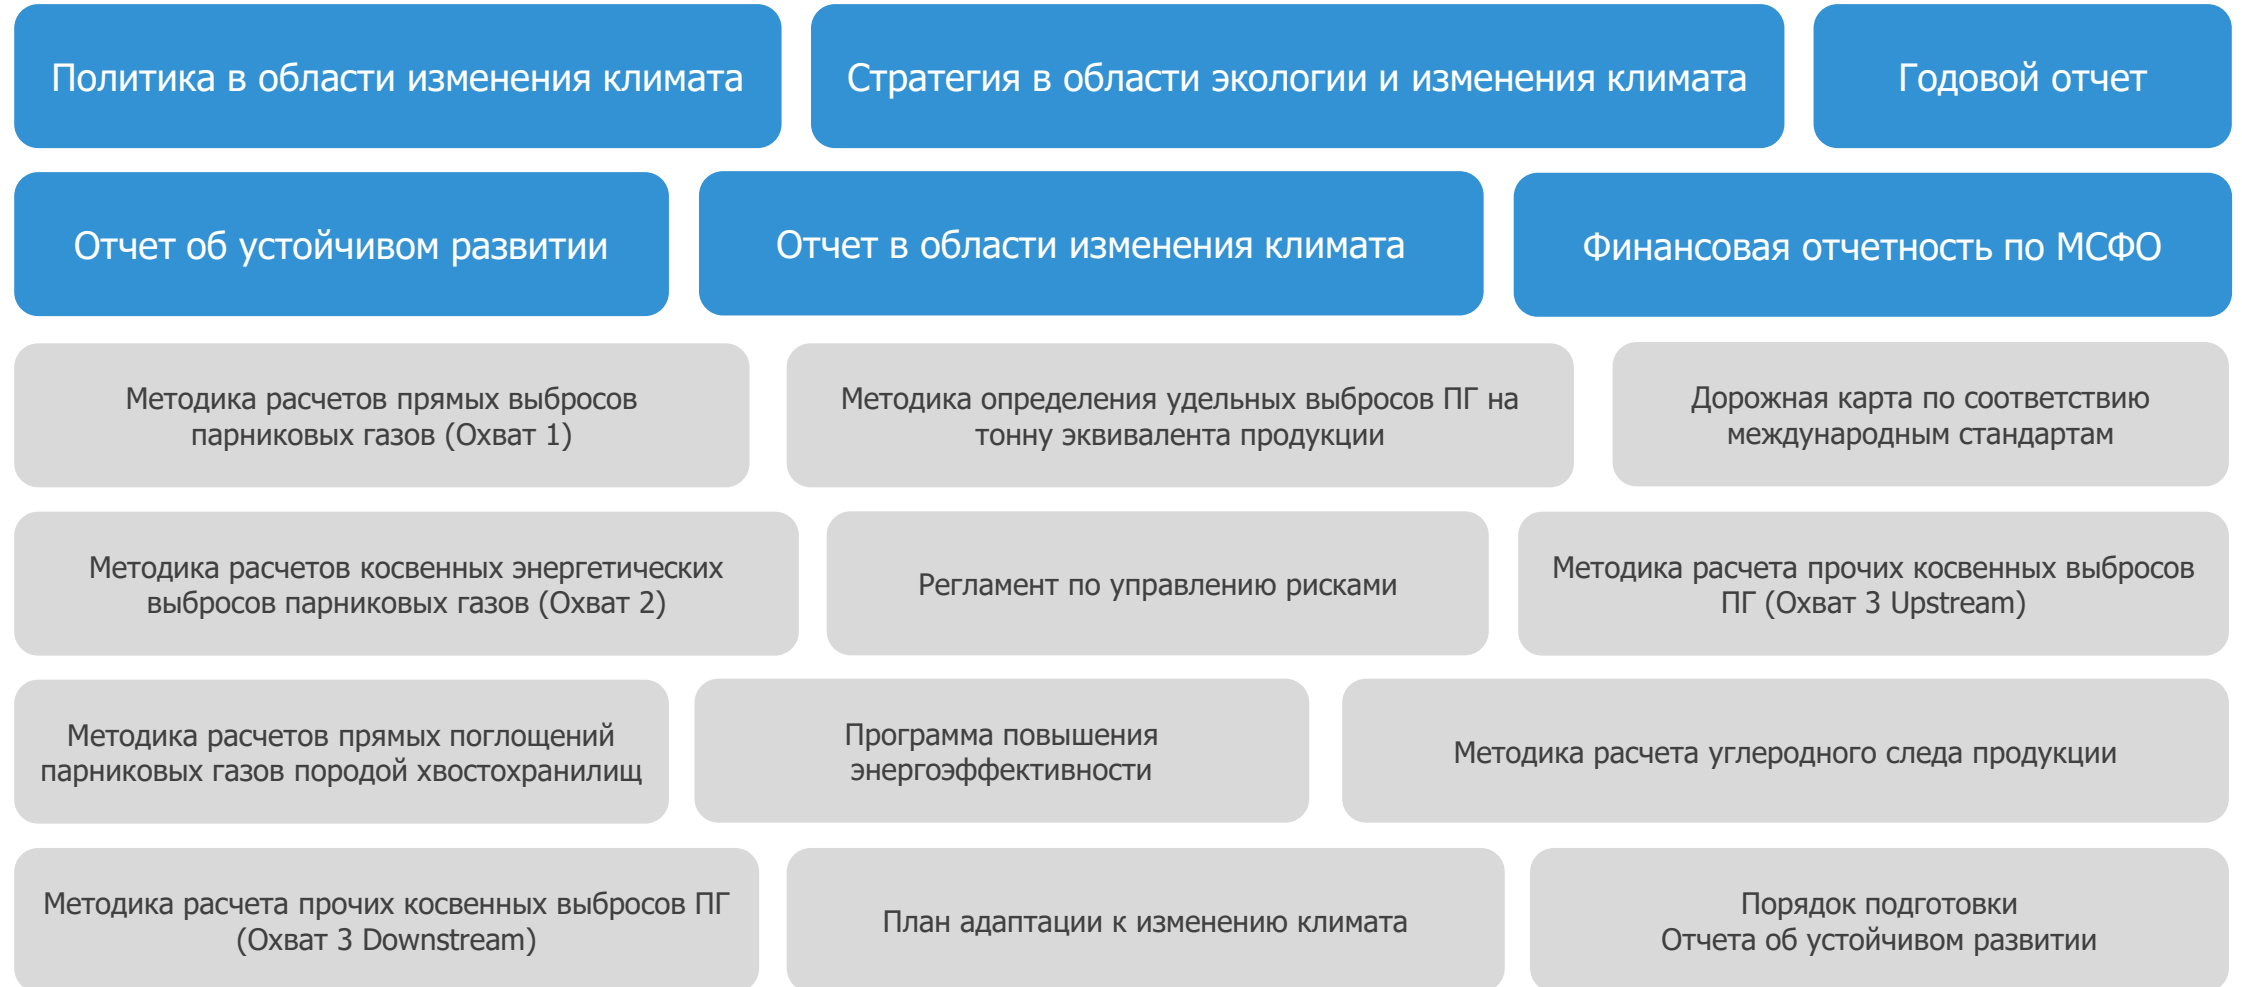 Политика в области изменения климата
Стратегия в области экологии и изменения климата
Годовой отчет
Отчет об устойчивом развитии
Отчет в области изменения климата
Финансовая отчетность по МСФО
Методика расчетов прямых выбросов
парниковых газов (Охват 1)
Методика определения удельных выбросов ПГ на
тонну эквивалента продукции
Дорожная карта по соответствию
международным стандартам
Методика расчетов косвенных энергетических
выбросов парниковых газов (Охват 2)
Регламент по управлению рисками
Методика расчета прочих косвенных выбросов
ПГ (Охват 3 Upstream)
Методика расчетов прямых поглощений
парниковых газов породой хвостохранилищ
Программа повышения
энергоэффективности
Методика расчета углеродного следа продукции
Методика расчета прочих косвенных выбросов ПГ
(Охват 3 Downstream)
План адаптации к изменению климата
Порядок подготовки
Отчета об устойчивом развитии